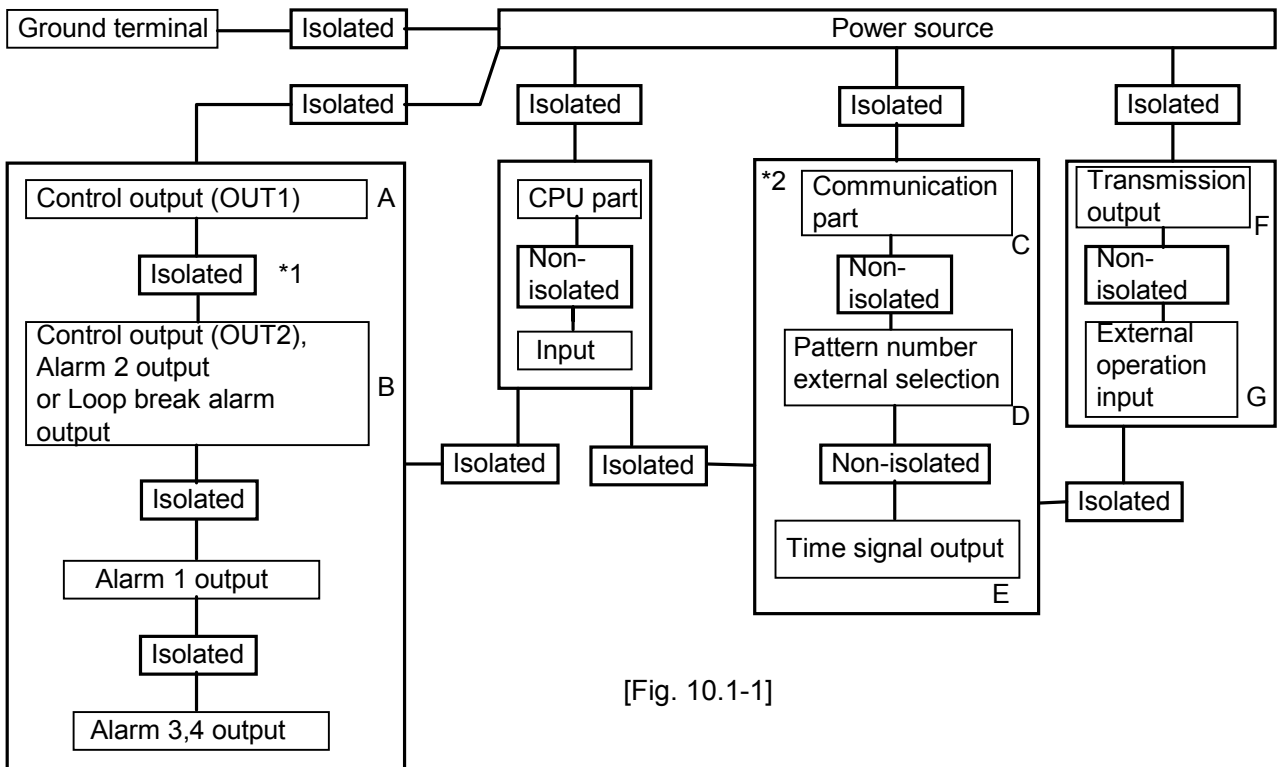 Ground terminal
Isolated
Power source
Isolated
Isolated
Isolated
Isolated
Control output (OUT1)
A
Isolated
*1
Control output (OUT2),
Alarm 2 output
or Loop break alarm
output
B
Isolated
Alarm 1 output
Isolated
Alarm 3,4 output
CPU part
Non-
isolated
Input
Isolated
Isolated
*2
Communication
part
C
Non-
isolated
Pattern number
external selection
D
Non-isolated
Time signal output
E
Transmission
output
F
Non-
isolated
External
operation
input
G
Isolated
[Fig. 10.1-1]